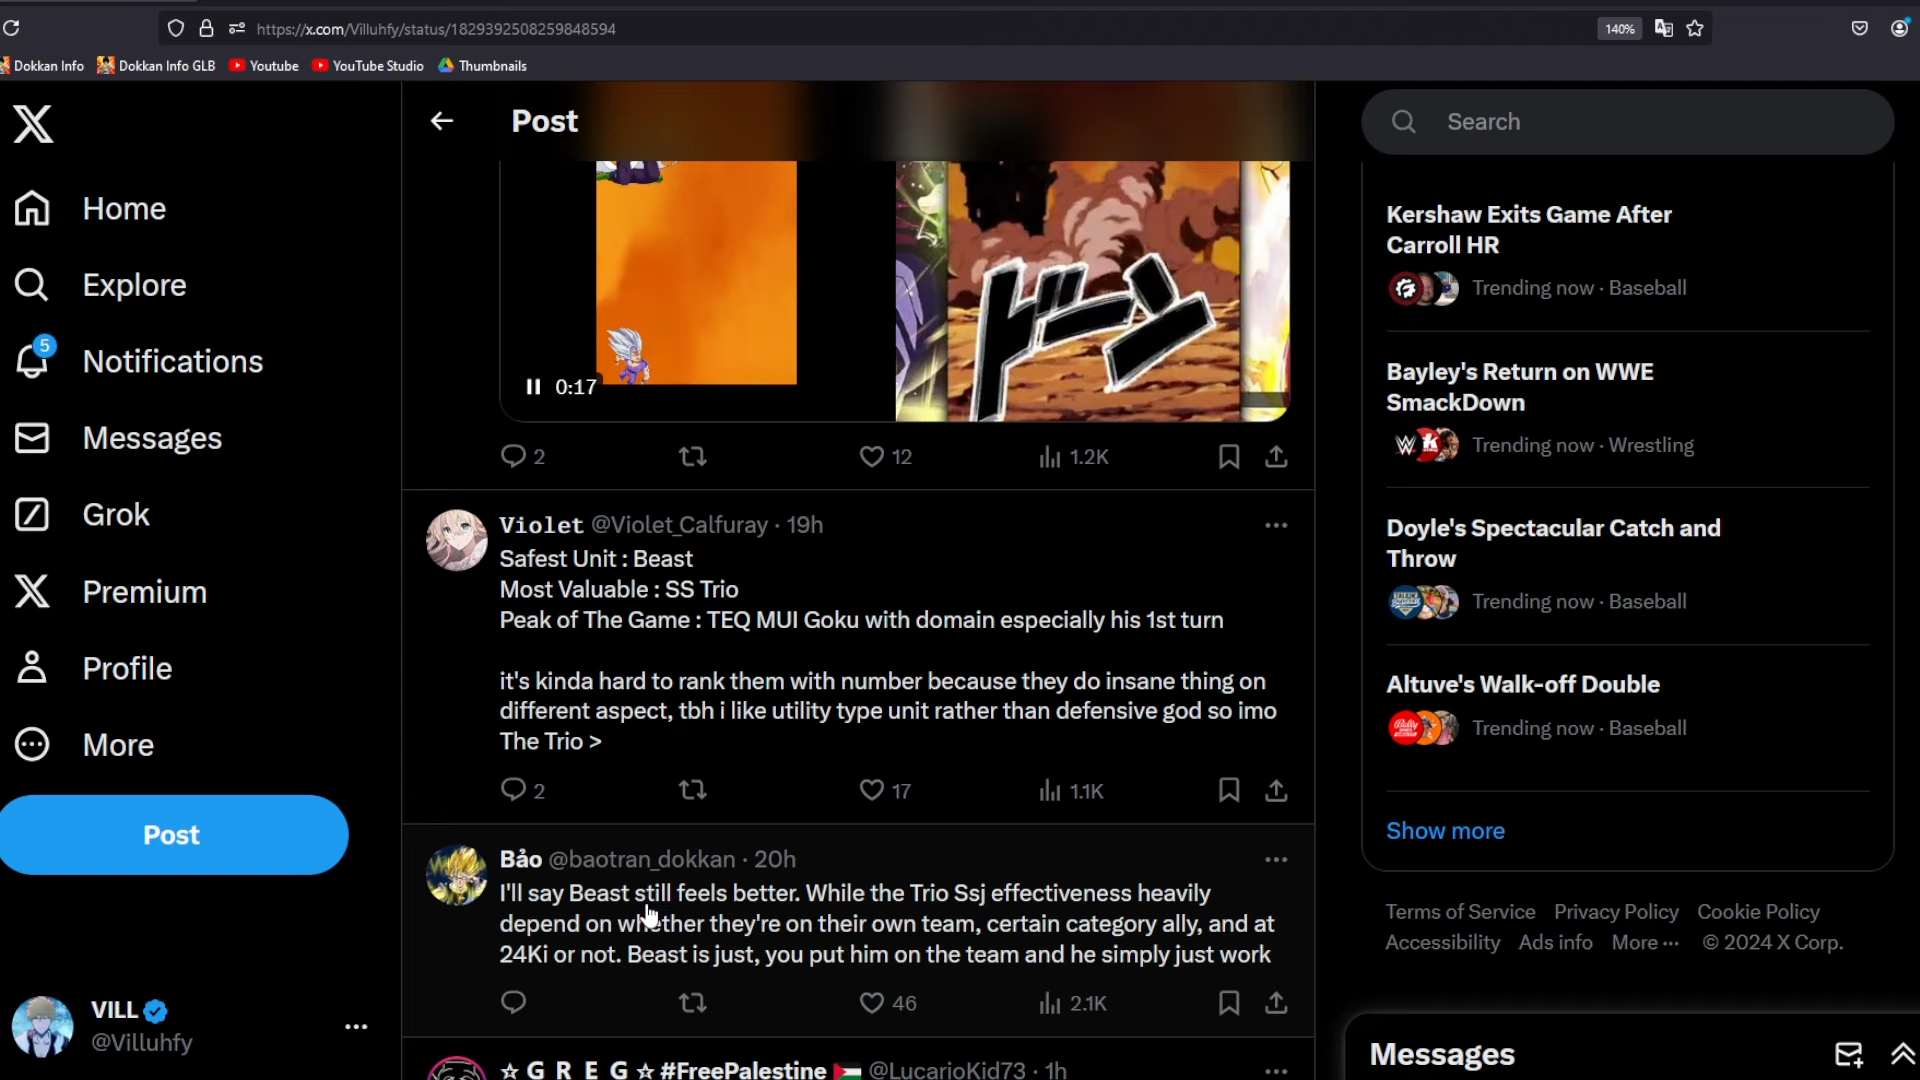 https://x.com/Villuhfy/status/1829392508259848594
140%
Dokkan Info
Dokkan Info GLB
Youtube
YouTube Studio
Thumbnails
Home
Explore
5
Notifications
Messages
Grok
Premium
Profile
More
Post
VILL
@Villuhfy
Post
ドーン
0:17
2
12
1.2K
Violet @Violet_Calfuray · 19h
Safest Unit : Beast
Most Valuable : SS Trio
Peak of The Game : TEQ MUI Goku with domain especially his 1st turn
it's kinda hard to rank them with number because they do insane thing on
different aspect, tbh i like utility type unit rather than defensive god so imo
The Trio >
2
17
1.1K
Bảo @baotran_dokkan · 20h
I'll say Beast still feels better. While the Trio Ssj effectiveness heavily
depend on whether they're on their own team, certain category ally, and at
24Ki or not. Beast is just, you put him on the team and he simply just work
46
2.1K
☆ G R E G ☆ #FreePalestine 🇵🇸 @LucarioKid73 · 1h
Search
Kershaw Exits Game After
Carroll HR
Trending now · Baseball
Bayley's Return on WWE
SmackDown
Trending now · Wrestling
Doyle's Spectacular Catch and
Throw
Trending now · Baseball
Altuve's Walk-off Double
Trending now · Baseball
Show more
Terms of Service Privacy Policy Cookie Policy
Accessibility Ads info More ··· © 2024 X Corp.
Messages